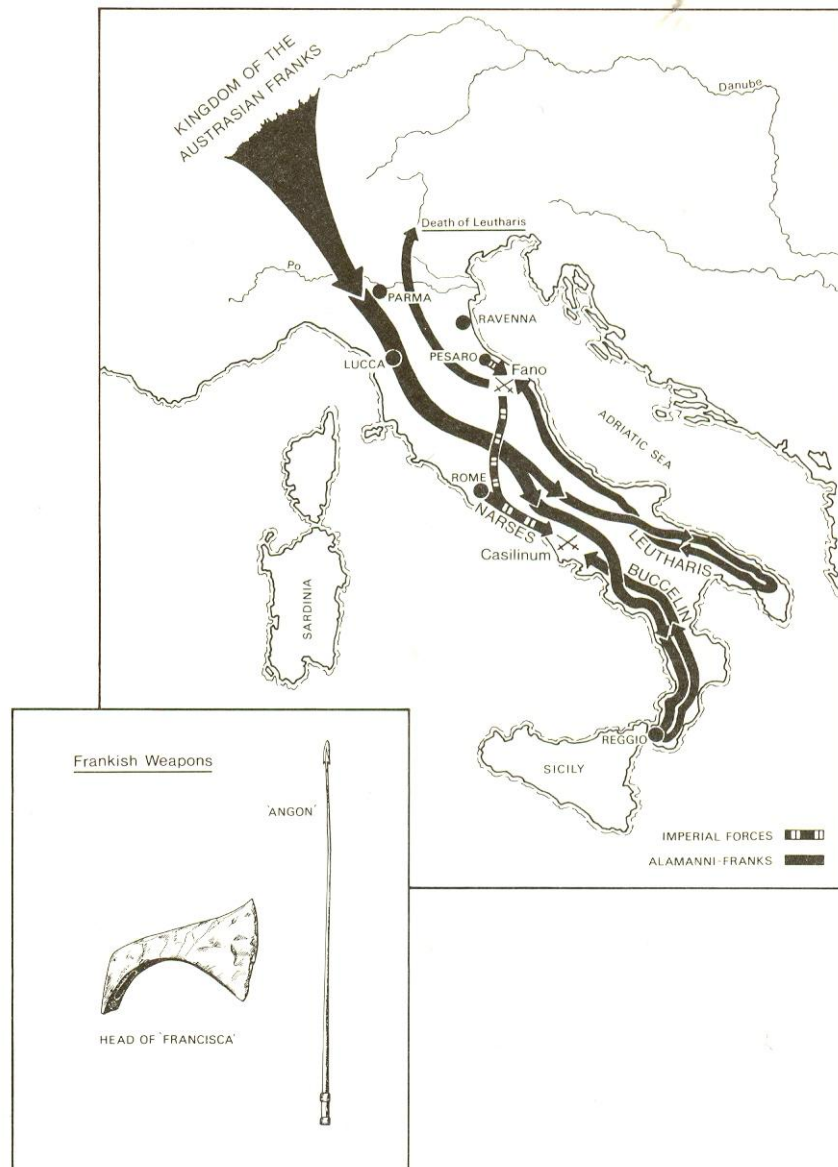 KINGDOM OF THE
AUSTRASIAN FRANKS
Danube
Death of Leutharis
Po
PARMA
RAVENNA
LUCCA
PESARO
Fano
ADRIATIC SEA
ROME
NARSES
Casilinum
LEUTHARIS
BUCCELIN
SARDINIA
REGGIO
SICILY
IMPERIAL FORCES
ALAMANNI-FRANKS
Frankish Weapons
'ANGON'
HEAD OF 'FRANCISCA'